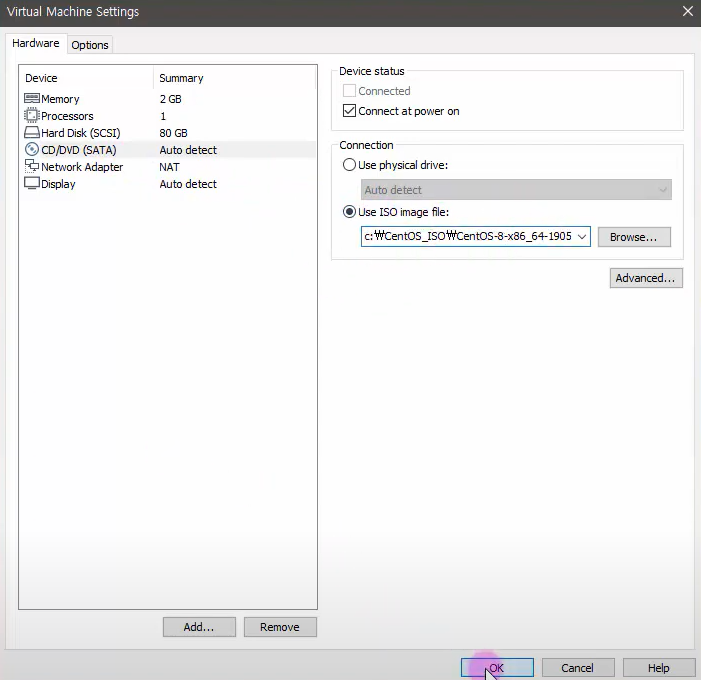 Virtual Machine Settings
Hardware
Options
Device Summary
Memory 2 GB
Processors 1
Hard Disk (SCSI) 80 GB
CD/DVD (SATA) Auto detect
Network Adapter NAT
Display Auto detect
Add...
Remove
Device status
Connected
Connect at power on
Connection
Use physical drive:
Auto detect
Use ISO image file:
c:₩CentOS_ISO₩CentOS-8-x86_64-1905
Browse...
Advanced...
OK
Cancel
Help